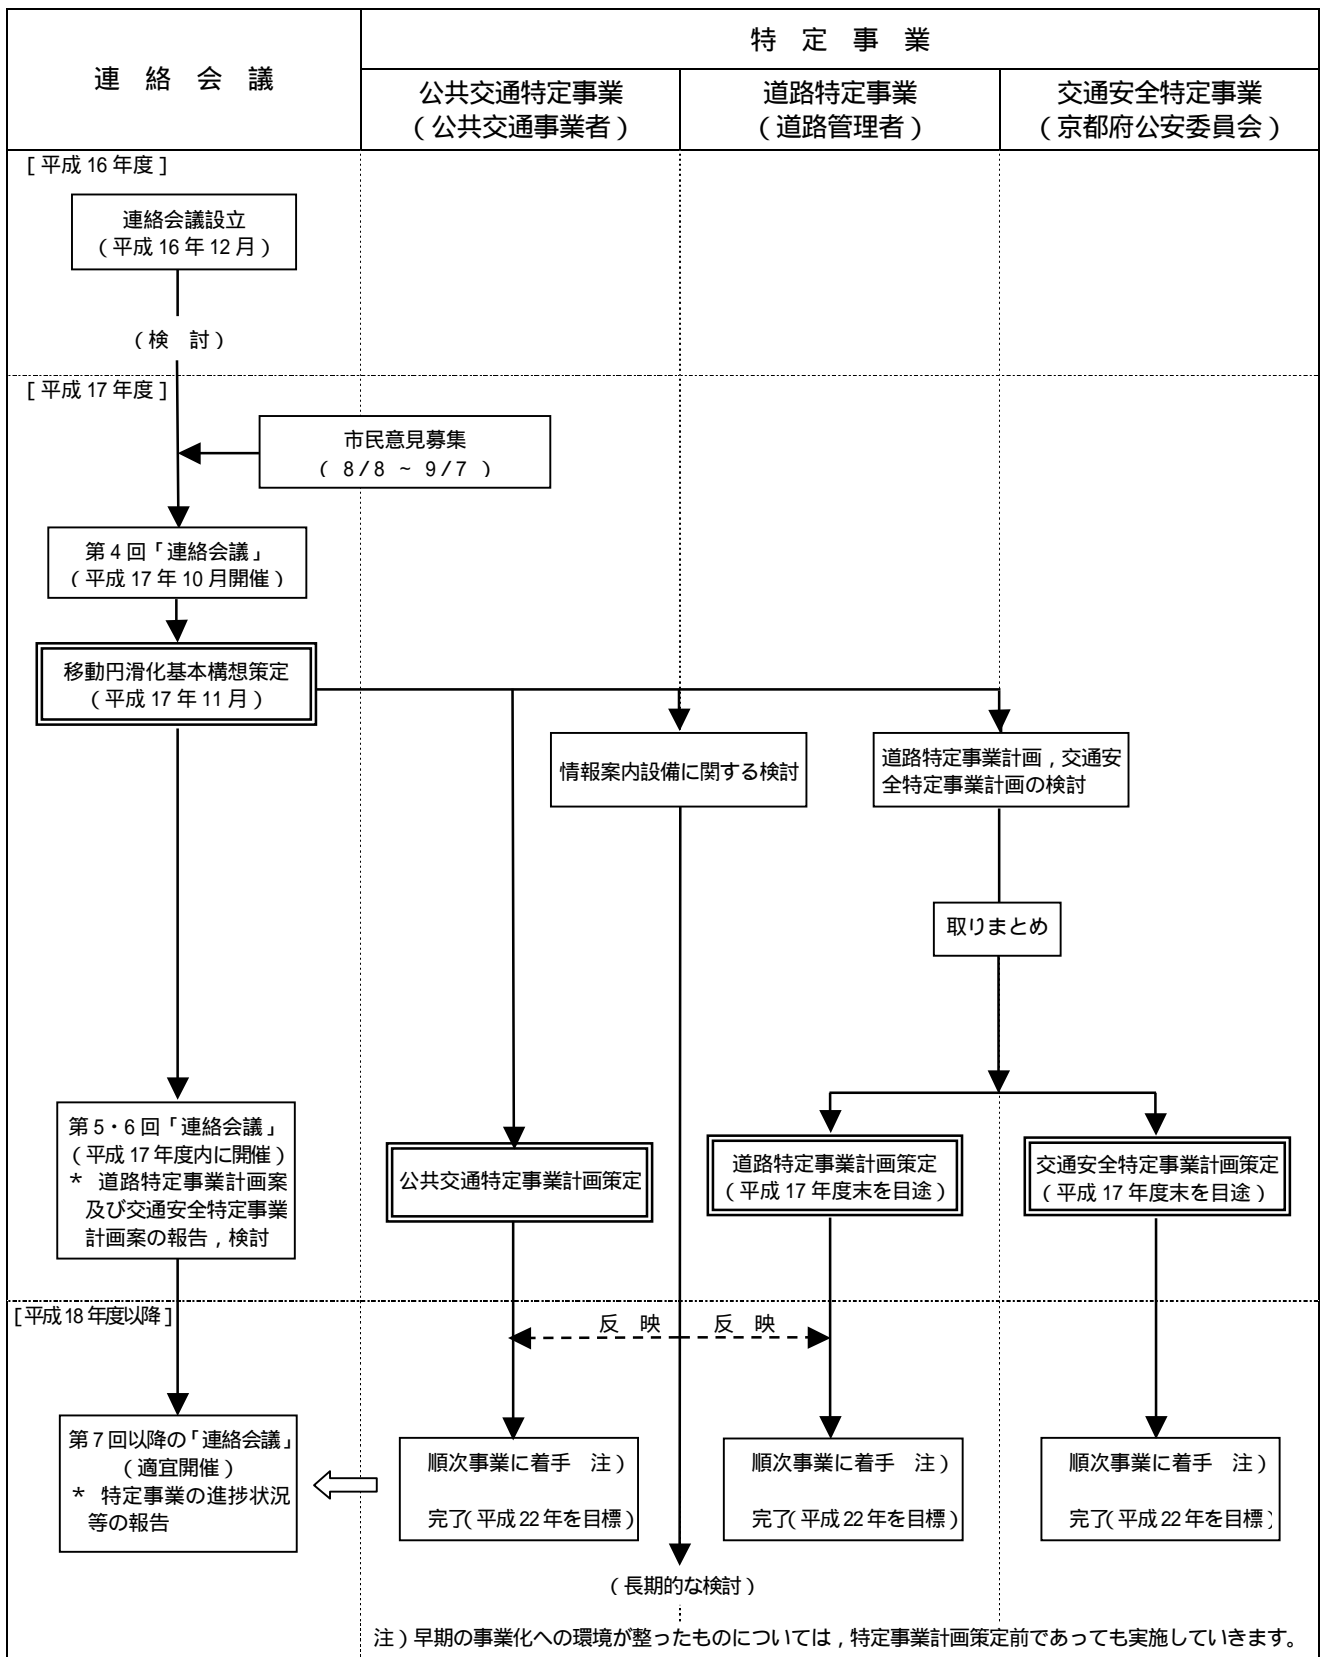 連絡会議
特定事業
公共交通特定事業
（公共交通事業者）
道路特定事業
（道路管理者）
交通安全特定事業
（京都府公安委員会）
［平成16年度］
連絡会議設立
（平成16年12月）
（検　討）
［平成17年度］
市民意見募集
（ 8/8 ～ 9/7 ）
第4回「連絡会議」
（平成17年10月開催）
移動円滑化基本構想策定
（平成17年11月）
情報案内設備に関する検討
道路特定事業計画，交通安
全特定事業計画の検討
取りまとめ
第5・6回「連絡会議」
（平成17年度内に開催）
* 道路特定事業計画案
及び交通安全特定事業
計画案の報告，検討
公共交通特定事業計画策定
道路特定事業計画策定
（平成17年度末を目途）
交通安全特定事業計画策定
（平成17年度末を目途）
［平成18年度以降］
反　映　反　映
第7回以降の「連絡会議」
（適宜開催）
* 特定事業の進捗状況
等の報告
順次事業に着手　注）
完了（平成22年を目標）
順次事業に着手　注）
完了（平成22年を目標）
順次事業に着手　注）
完了（平成22年を目標）
（長期的な検討）
注）早期の事業化への環境が整ったものについては，特定事業計画策定前であっても実施していきます。